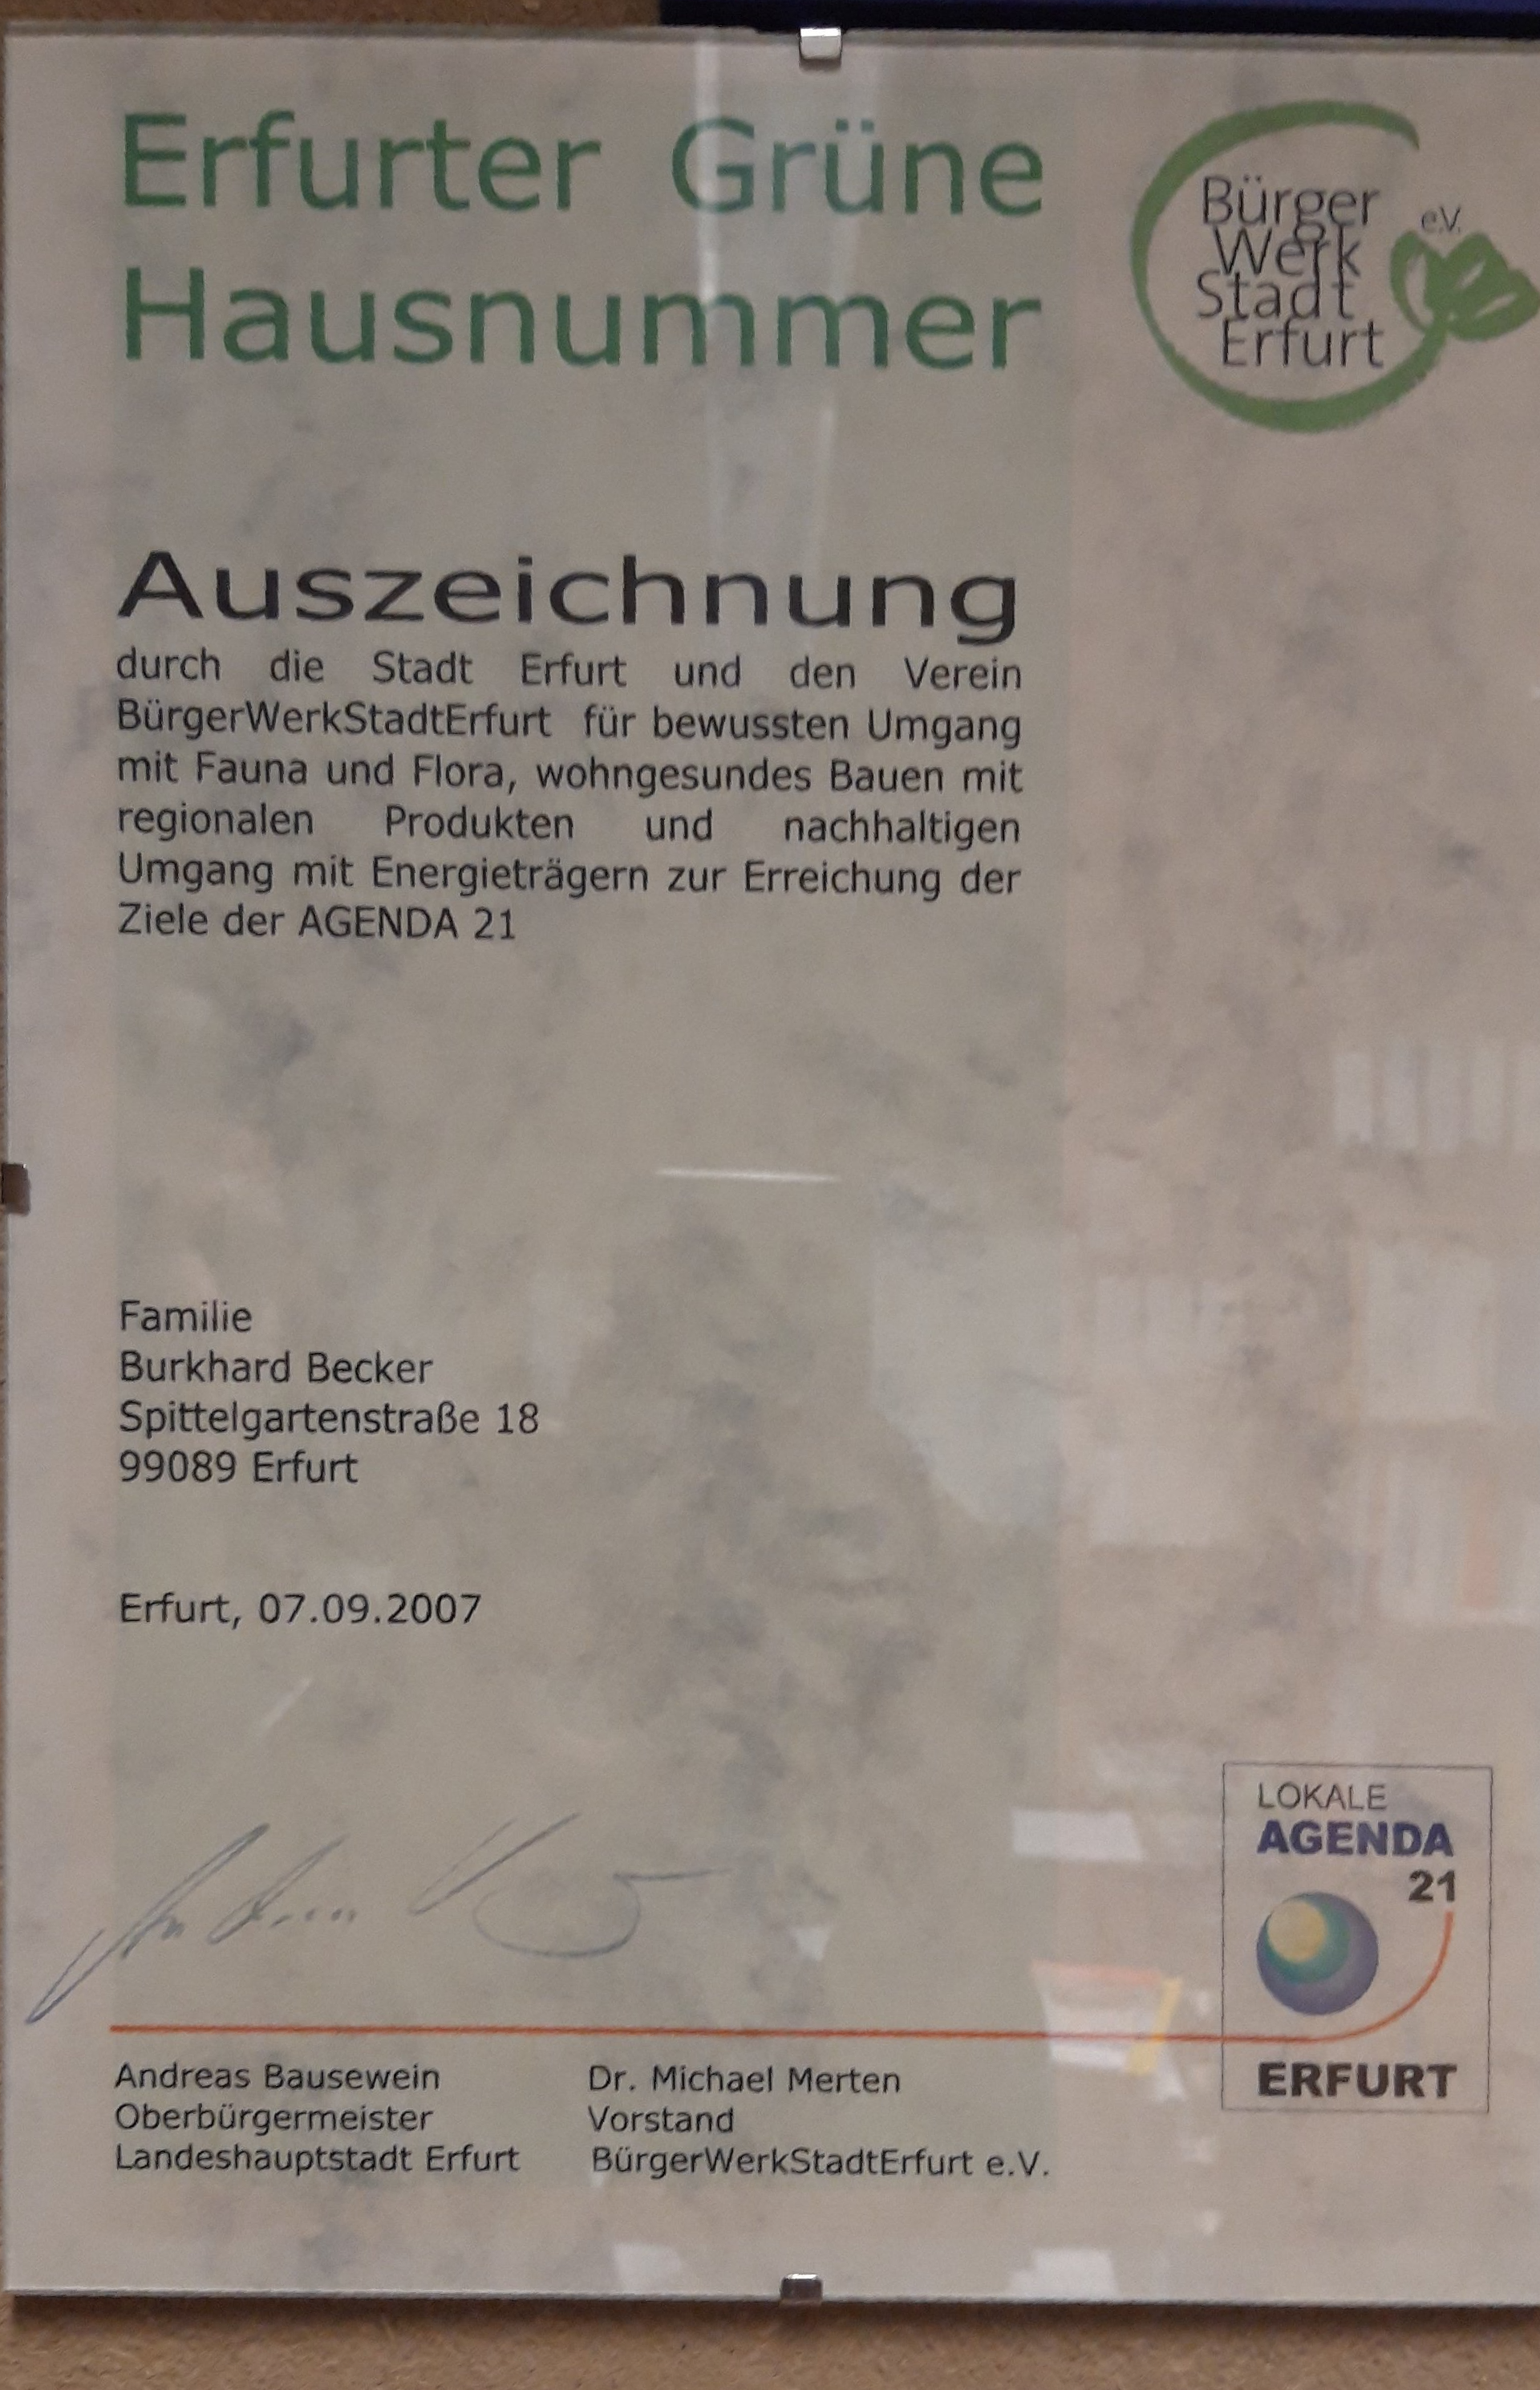 Erfurter Grüne
Hausnummer
Bürger
Werk
Stadt
Erfurt
e.V.
Auszeichnung
durch die Stadt Erfurt und den Verein
BürgerWerkStadtErfurt für bewussten Umgang
mit Fauna und Flora, wohngesundes Bauen mit
regionalen Produkten und nachhaltigen
Umgang mit Energieträgern zur Erreichung der
Ziele der AGENDA 21
Familie
Burkhard Becker
Spittelgartenstraße 18
99089 Erfurt
Erfurt, 07.09.2007
LOKALE
AGENDA
21
ERFURT
Andreas Bausewein
Oberbürgermeister
Landeshauptstadt Erfurt
Dr. Michael Merten
Vorstand
BürgerWerkStadtErfurt e.V.